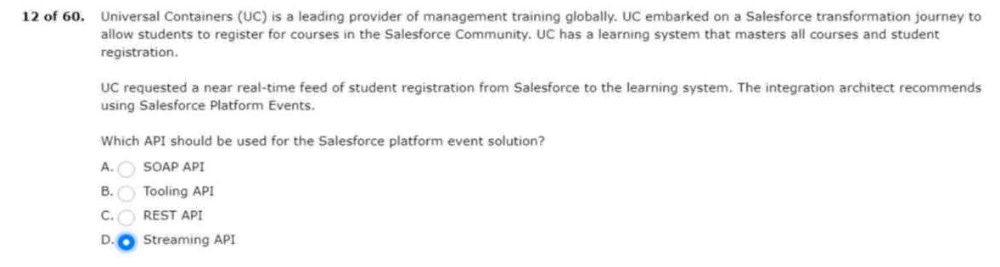 12 of 60. Universal Containers (UC) is a leading provider of management training globally. UC embarked on a Salesforce transformation journey to
allow students to register for courses in the Salesforce Community. UC has a learning system that masters all courses and student
registration.
UC requested a near real-time feed of student registration from Salesforce to the learning system. The integration architect recommends
using Salesforce Platform Events.
Which API should be used for the Salesforce platform event solution?
A. SOAP API
B. Tooling API
C. REST API
D. Streaming API